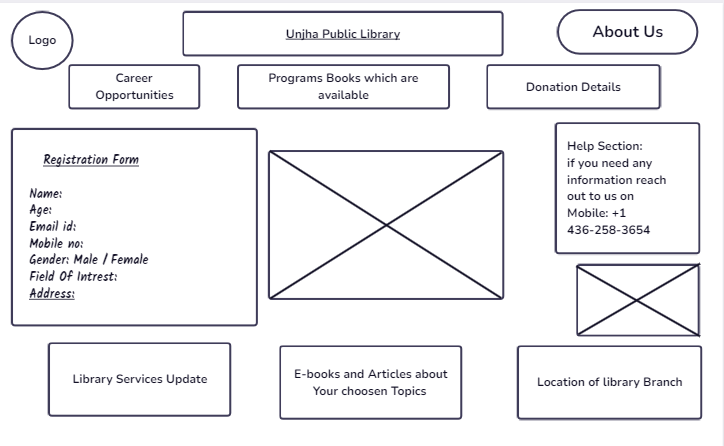 Logo
Unjha Public Library
About Us
Career
Opportunities
Programs Books which are
available
Donation Details
Registration Form
Name:
Age:
Email id:
Mobile no:
Gender: Male / Female
Field Of Intrest:
Address:
Help Section:
if you need any
information reach
out to us on
Mobile: +1
436-258-3654
Library Services Update
E-books and Articles about
Your choosen Topics
Location of library Branch